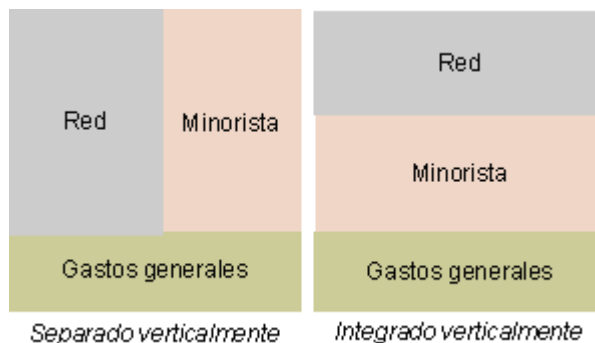 Red
Minorista
Gastos generales
Separado verticalmente
Red
Minorista
Gastos generales
Integrado verticalmente